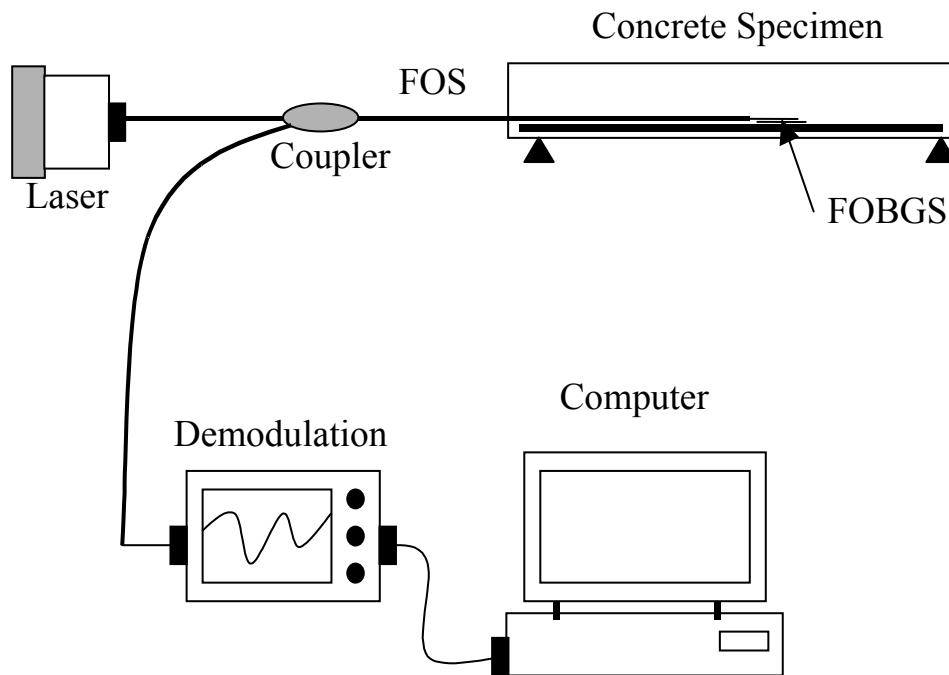 Concrete Specimen
FOS
Coupler
Laser
FOBGS
Computer
Demodulation